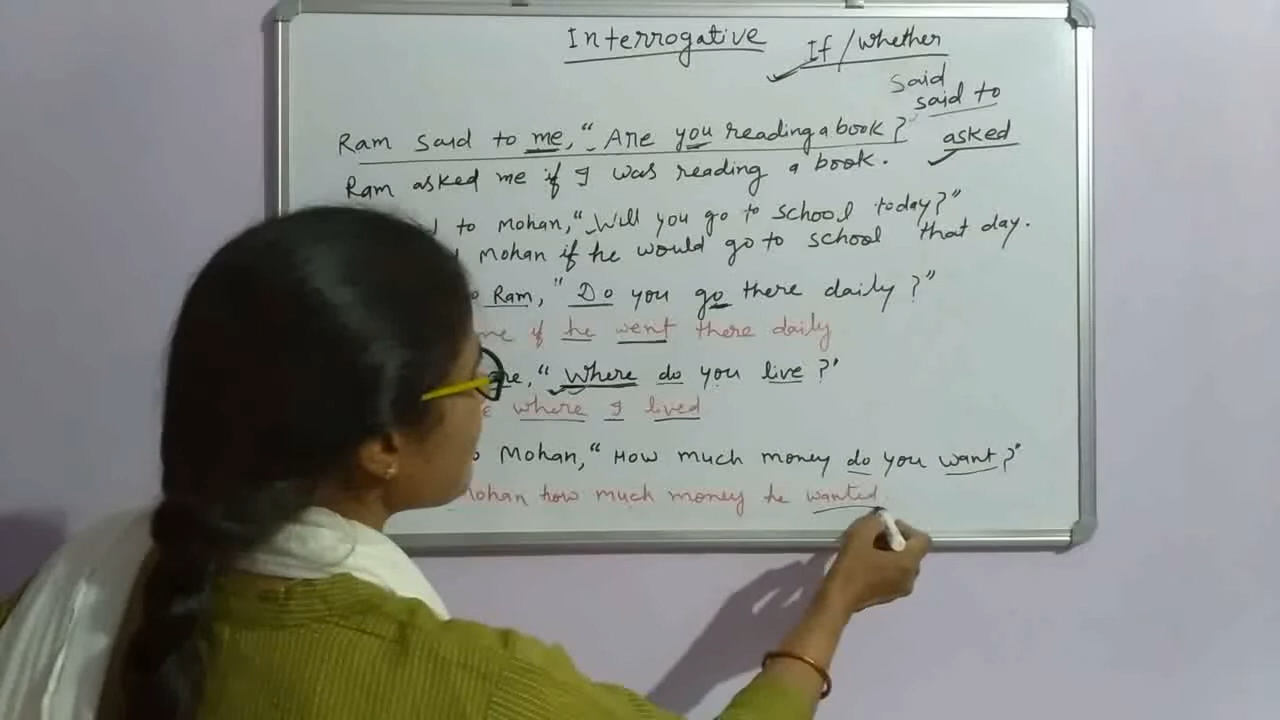 Interrogative
If/whether
said
said to
asked
Ram said to me, "Are you reading a book?"
Ram asked me if I was reading a book.
to Mohan, "Will you go to school today?"
Mohan if he would go to school that day.
Ram, "Do you go there daily?"
me if he went there daily
"Where do you live?"
where I lived
Mohan, "How much money do you want?"
Mohan how much money he wanted